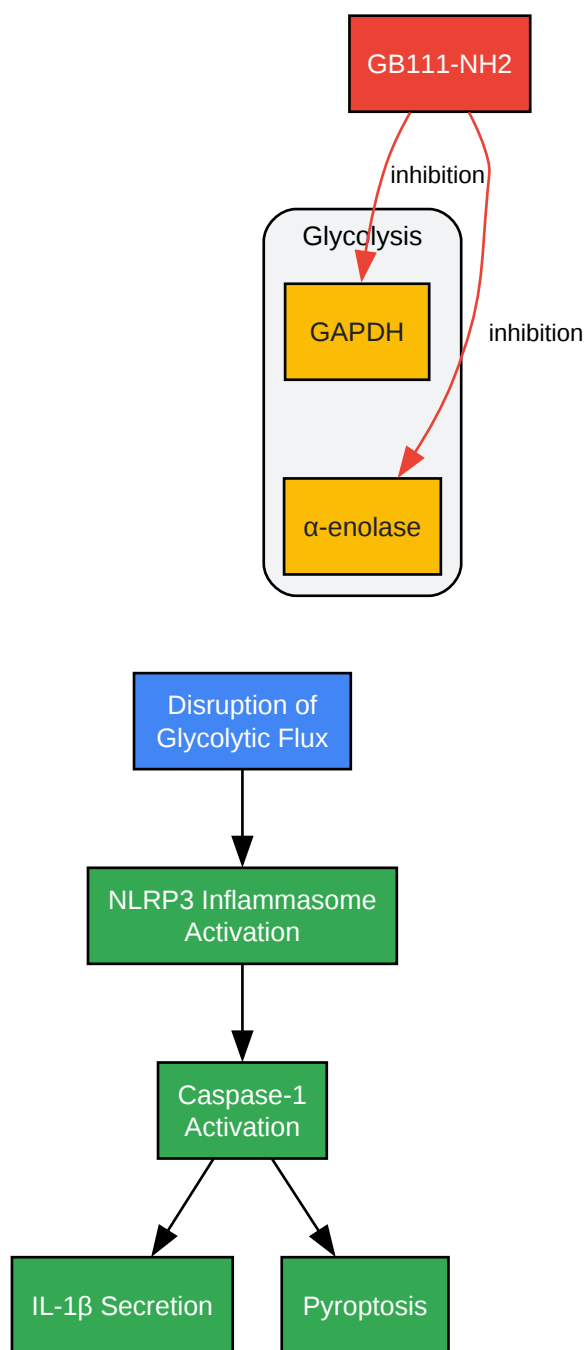 GB111-NH2
inhibition
Glycolysis
GAPDH
inhibition
α-enolase
Disruption of
Glycolytic Flux
NLRP3 Inflammasome
Activation
Caspase-1
Activation
IL-1β Secretion
Pyroptosis